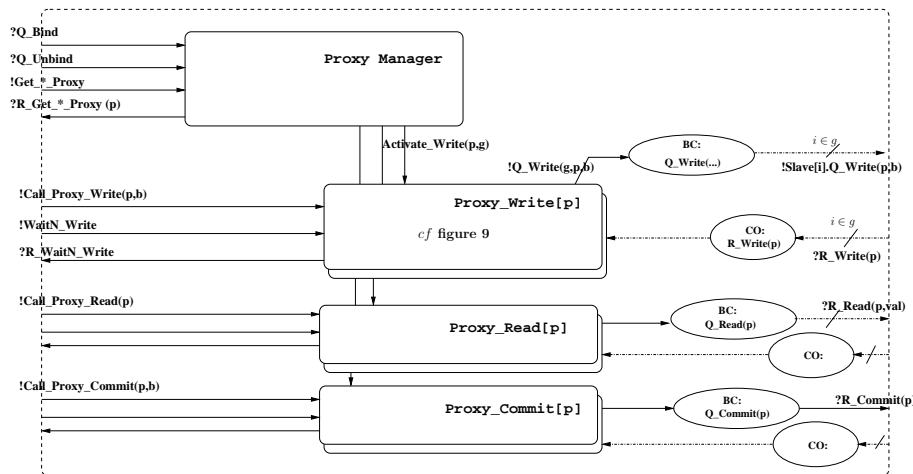 ?Q_Bind
?Q_Unbind
!Get_*_Proxy
?R_Get_*_Proxy (p)
Proxy Manager
Activate_Write(p,g)
!Q_Write(g,p,b)
BC:
Q_Write(...)
i ∈ g
!Slave[i].Q_Write(p,b)
!Call_Proxy_Write(p,b)
!WaitN_Write
?R_WaitN_Write
Proxy_Write[p]
cf figure 9
CO:
R_Write(p)
i ∈ g
?R_Write(p)
!Call_Proxy_Read(p)
Proxy_Read[p]
BC:
Q_Read(p)
?R_Read(p,val)
CO:
!Call_Proxy_Commit(p,b)
Proxy_Commit[p]
BC:
Q_Commit(p)
?R_Commit(p)
CO: